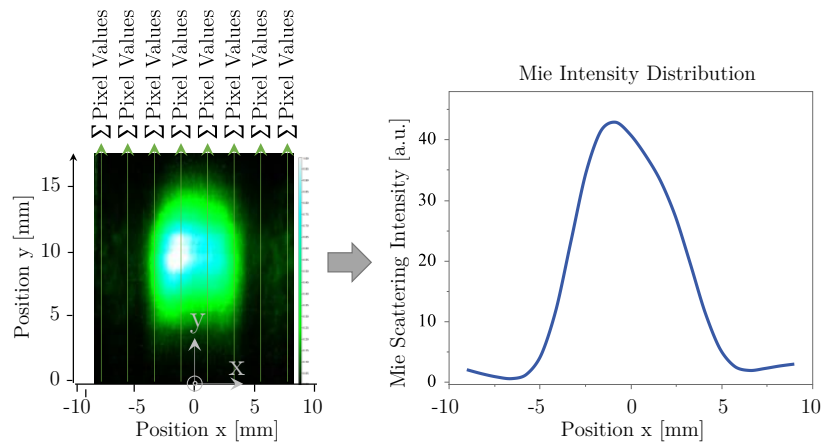 ∑ Pixel Values
∑ Pixel Values
∑ Pixel Values
∑ Pixel Values
∑ Pixel Values
∑ Pixel Values
∑ Pixel Values
∑ Pixel Values
Position y [mm]
15
10
5
0
y
x
-10
-5
0
5
10
Position x [mm]
Mie Intensity Distribution
Mie Scattering Intensity [a.u.]
40
30
20
10
0
-10
-5
0
5
10
Position x [mm]